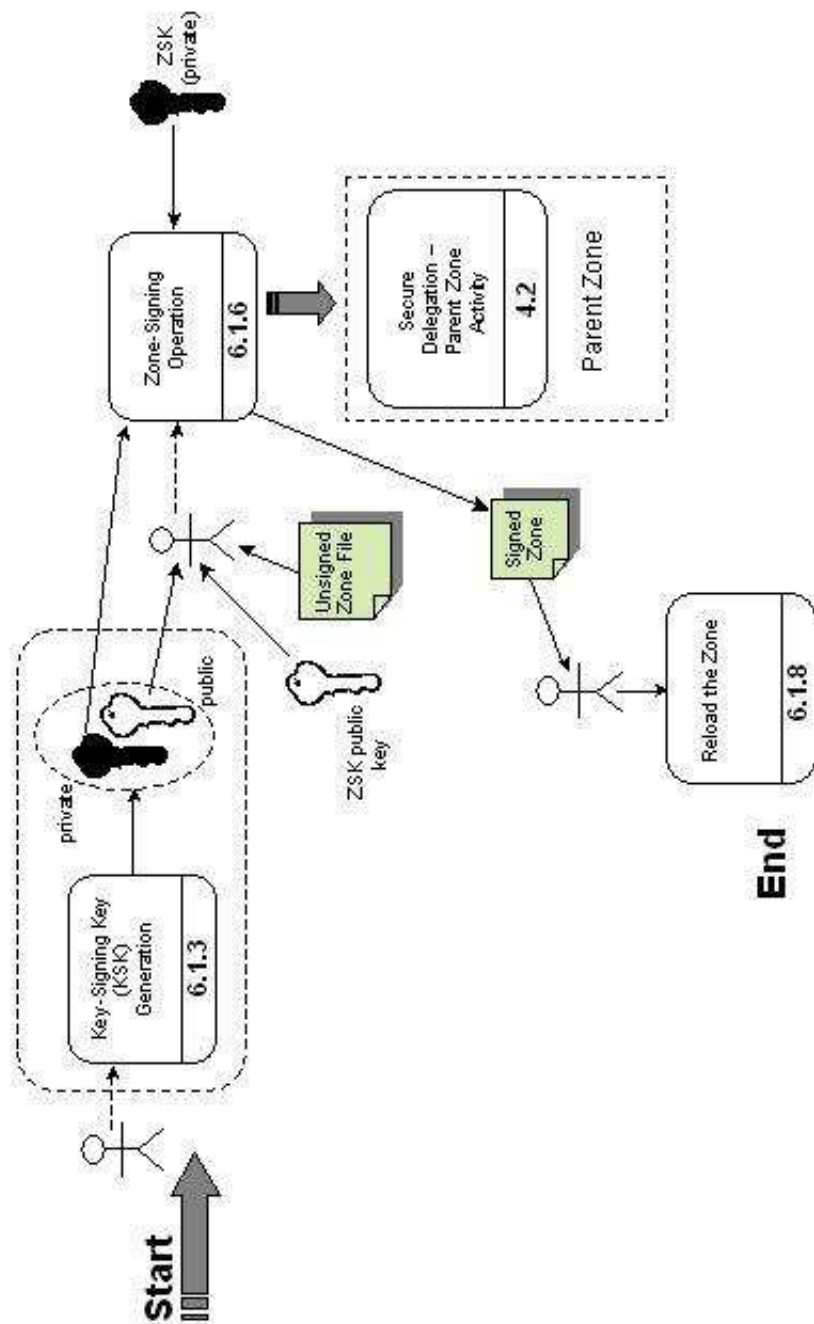 Start
Key-Signing Key
(KSK)
Generation
6.1.3
private
public
ZSK public
key
Unsigned
Zone File
Zone-Signing
Operation
6.1.6
ZSK
(private)
Secure
Delegation –
Parent Zone
Activity
4.2
Parent Zone
Signed
Zone
Reload the Zone
6.1.8
End